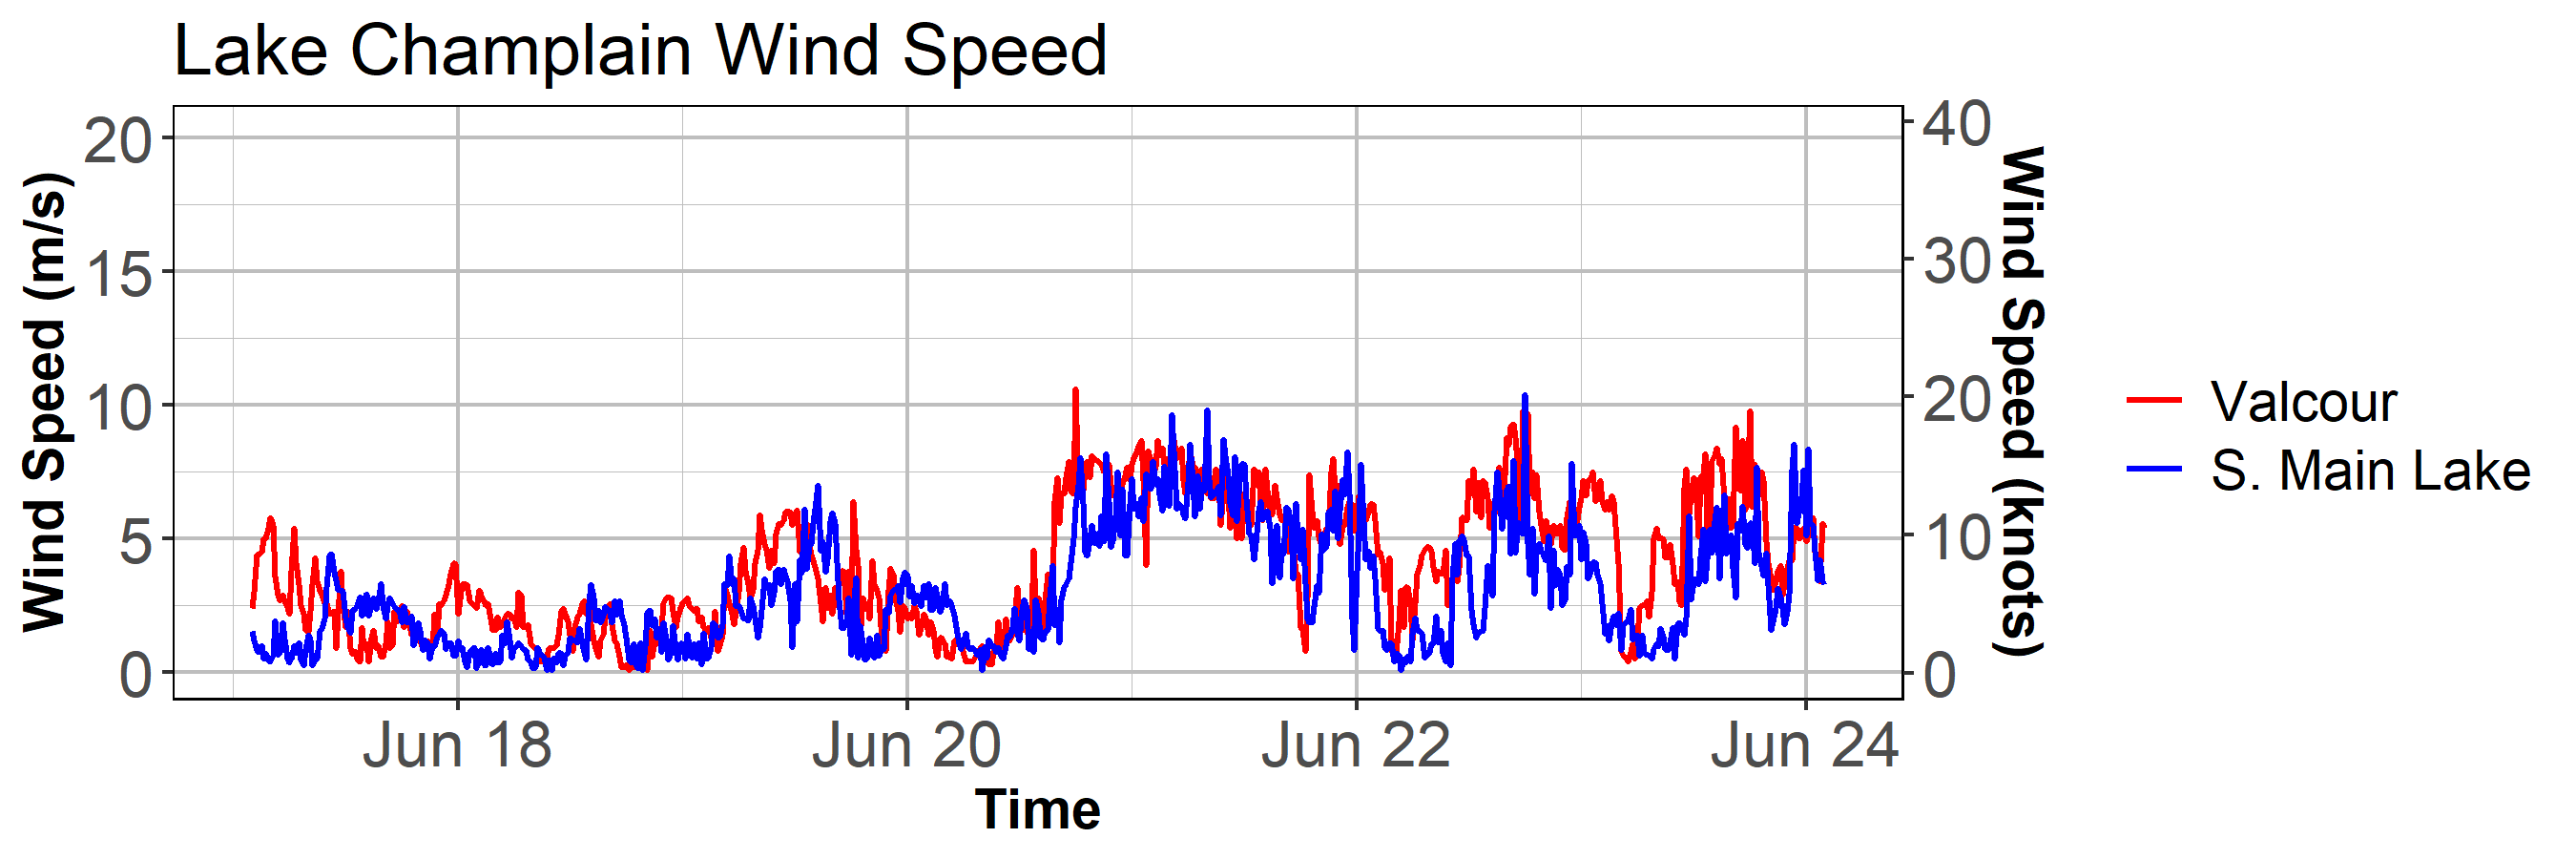 Lake Champlain Wind Speed
Wind Speed (m/s)
20
15
10
5
0
40
30
20
10
0
Wind Speed (knots)
Jun 18
Jun 20
Jun 22
Jun 24
Time
Valcour
S. Main Lake